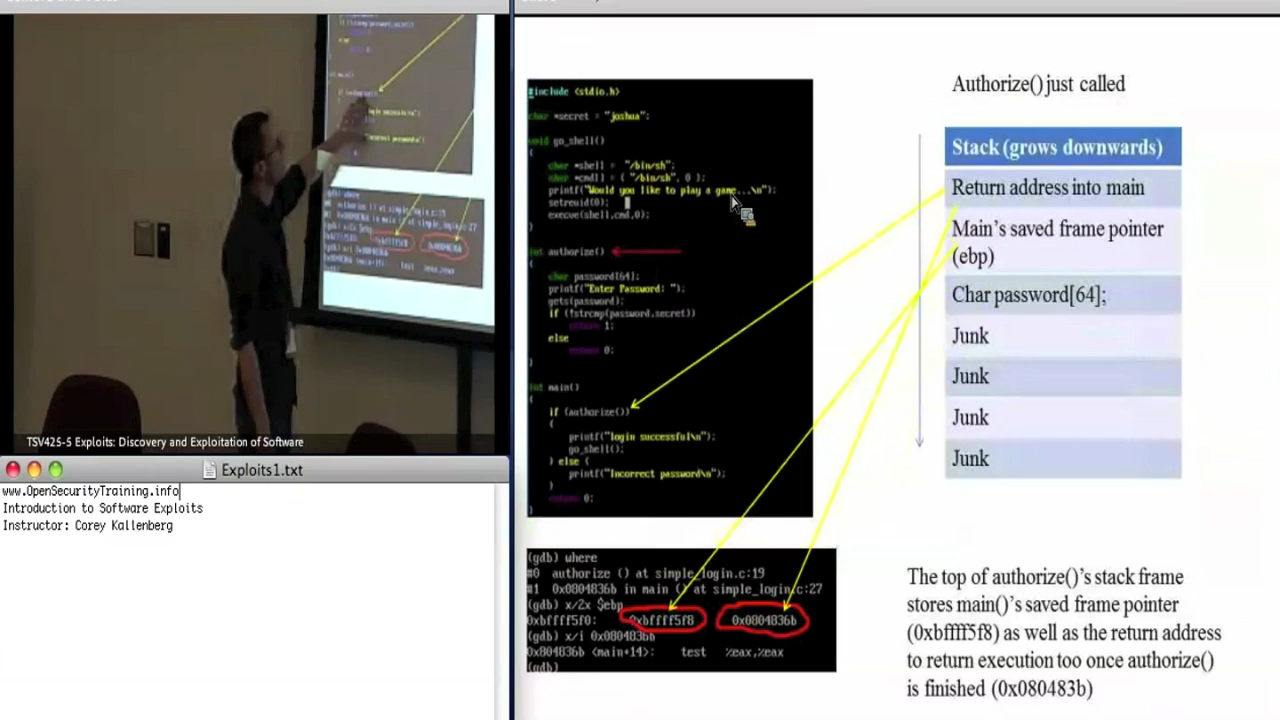 TSV425-5 Exploits: Discovery and Exploitation of Software
Exploits1.txt
www.OpenSecurityTraining.info
Introduction to Software Exploits
Instructor: Corey Kallenberg
#include <stdio.h>
char *secret = "joshua";
void go_shell()
{
char *shell = "/bin/sh";
char *cmd[] = { "/bin/sh", 0 };
printf("Would you like to play a game...\n");
setreuid(0);
execve(shell,cmd,0);
}
int authorize()
{
char password[64];
printf("Enter Password: ");
gets(password);
if (!strcmp(password,secret))
return 1;
else
return 0;
}
int main()
{
if (authorize())
{
printf("login successful\n");
go_shell();
} else {
printf("Incorrect password\n");
}
return 0;
}
(gdb) where
#0 authorize () at simple_login.c:19
#1 0x0804836b in main () at simple_login.c:27
(gdb) x/2x $ebp
0xbffff5f0: 0xbffff5f8 0x0804836b
(gdb) x/i 0x0804836b
0x804836b <main+14>: test %eax,%eax
(gdb)
Authorize() just called
Stack (grows downwards)
Return address into main
Main's saved frame pointer
(ebp)
Char password[64];
Junk
Junk
Junk
Junk
The top of authorize()'s stack frame
stores main()'s saved frame pointer
(0xbffff5f8) as well as the return address
to return execution too once authorize()
is finished (0x080483b)